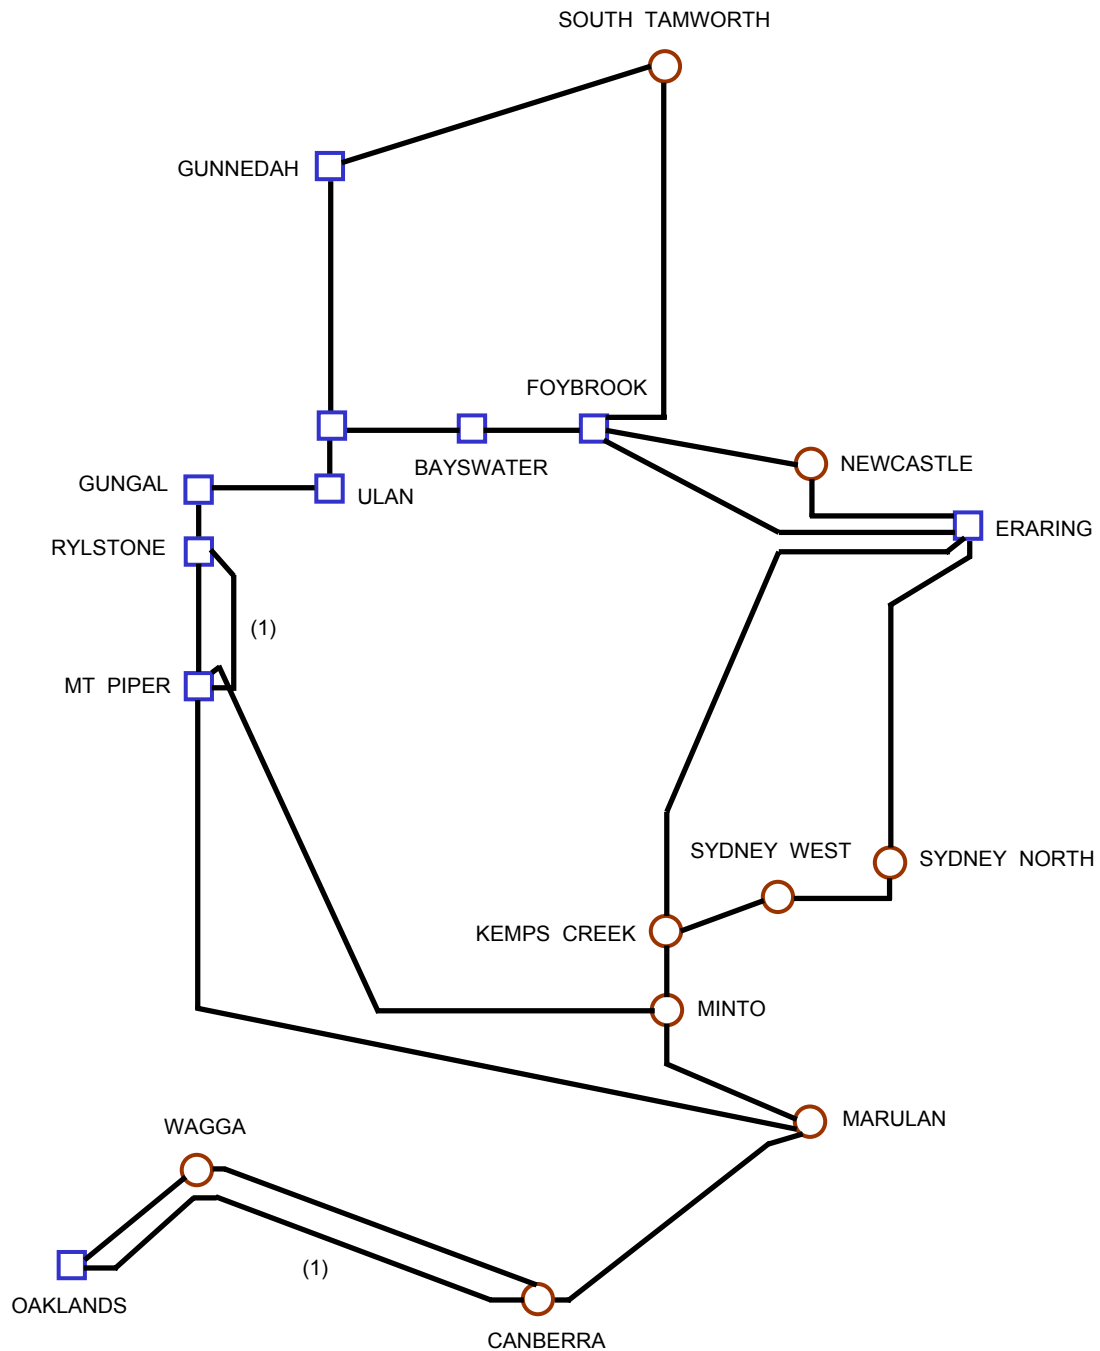 SOUTH TAMWORTH
GUNNEDAH
FOYBROOK
BAYSWATER
NEWCASTLE
GUNGAL
ULAN
ERARING
RYLSTONE
(1)
MT PIPER
SYDNEY WEST
SYDNEY NORTH
KEMPS CREEK
MINTO
MARULAN
WAGGA
(1)
OAKLANDS
CANBERRA